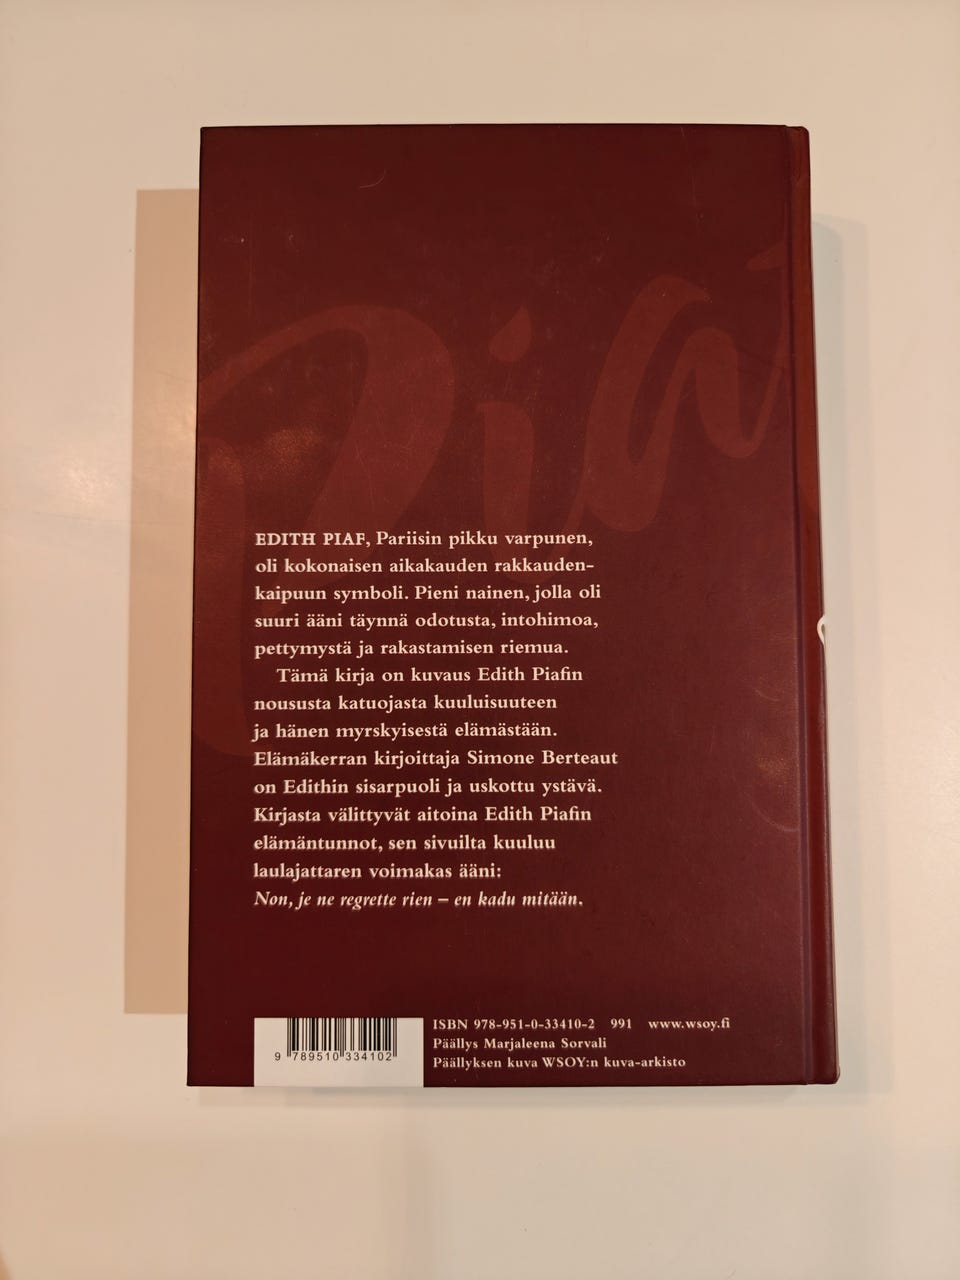 Piaf
EDITH PIAF, Pariisin pikku varpunen,
oli kokonaisen aikakauden rakkauden-
kaipuun symboli. Pieni nainen, jolla oli
suuri ääni täynnä odotusta, intohimoa,
pettymystä ja rakastamisen riemua.
Tämä kirja on kuvaus Edith Piafin
noususta katuojasta kuuluisuuteen
ja hänen myrskyisestä elämästään.
Elämäkerran kirjoittaja Simone Berteaut
on Edithin sisarpuoli ja uskottu ystävä.
Kirjasta välittyvät aitoina Edith Piafin
elämäntunnot, sen sivuilta kuuluu
laulajattaren voimakas ääni:
Non, je ne regrette rien – en kadu mitään.
ISBN 978-951-0-33410-2 991 www.wsoy.fi
Päällys Marjaleena Sorvali
Päällyksen kuva WSOY:n kuva-arkisto
9 789510 334102